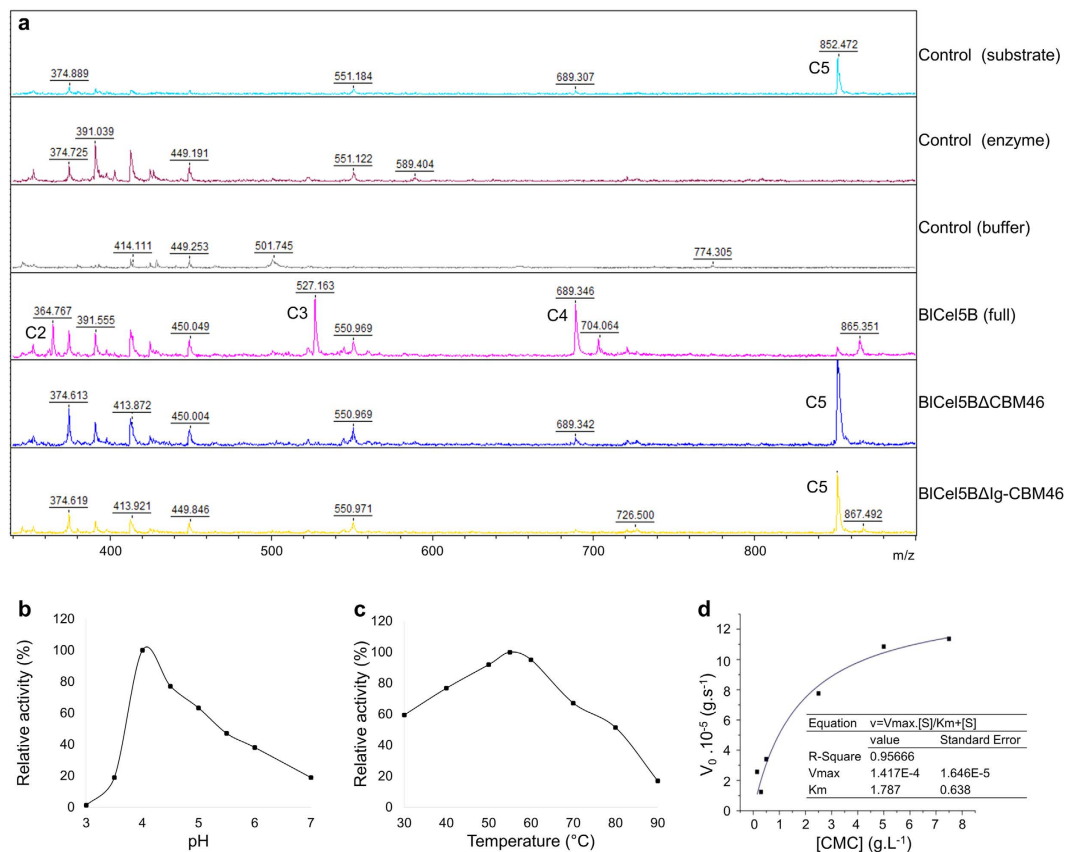 a
374.889
551.184
689.307
C5
852.472
Control (substrate)
374.725
391.039
449.191
551.122
589.404
Control (enzyme)
414.111
449.253
501.745
774.305
Control (buffer)
C2
364.767
391.555
450.049
C3
527.163
550.969
C4
689.346
704.064
865.351
BlCel5B (full)
374.613
413.872
450.004
550.969
689.342
C5
BlCel5BΔCBM46
374.619
413.921
449.846
550.971
726.500
C5
867.492
BlCel5BΔIg-CBM46
400
500
600
700
800
m/z
b
Relative activity (%)
120
100
80
60
40
20
0
3
4
5
6
7
pH
c
Relative activity (%)
120
100
80
60
40
20
0
30
40
50
60
70
80
90
Temperature (°C)
d
V0 .10-5 (g.s-1)
12
10
8
6
4
2
0
0 1 2 3 4 5 6 7 8
[CMC] (g.L-1)
Equation v=Vmax.[S]/Km+[S]
value Standard Error
R-Square 0.95666
Vmax 1.417E-4 1.646E-5
Km 1.787 0.638